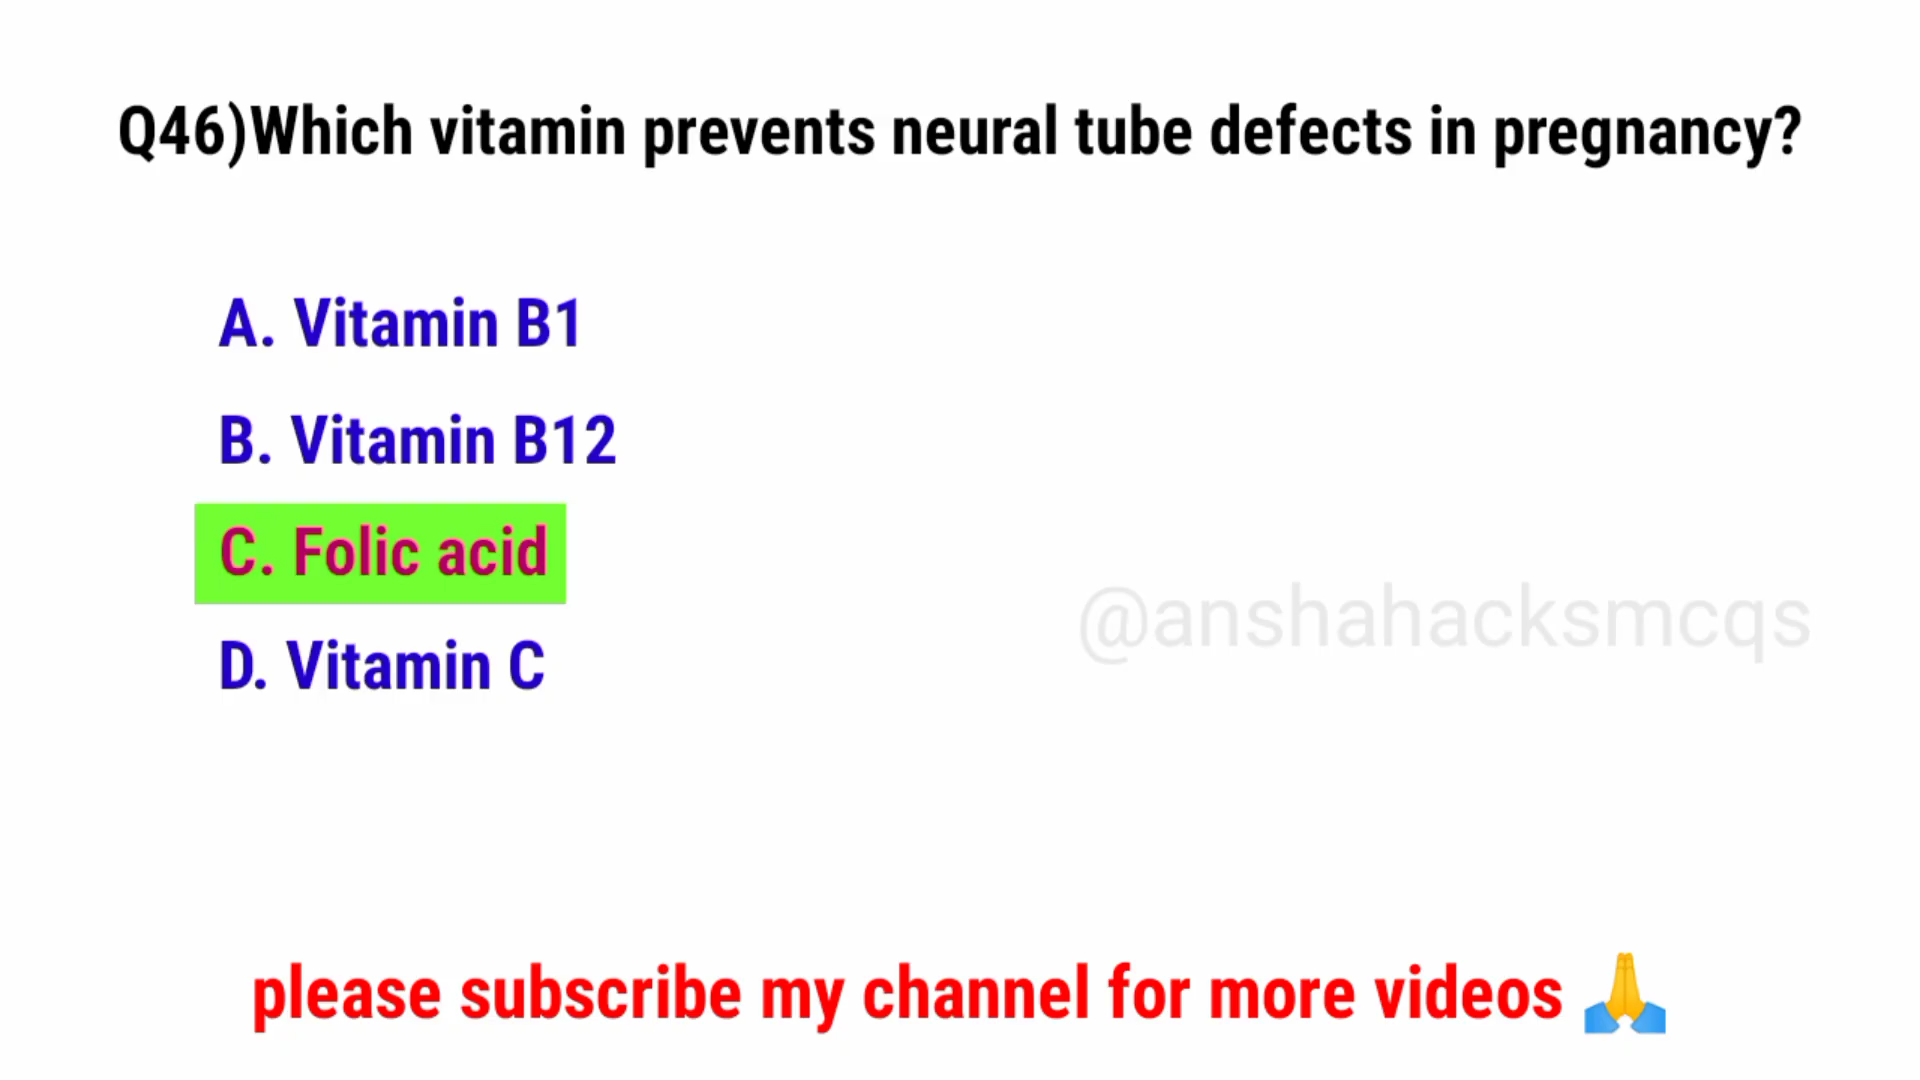 Q46)Which vitamin prevents neural tube defects in pregnancy?
A. Vitamin B1
B. Vitamin B12
C. Folic acid
@anshahacksmcqs
D. Vitamin C
please subscribe my channel for more videos 🙏